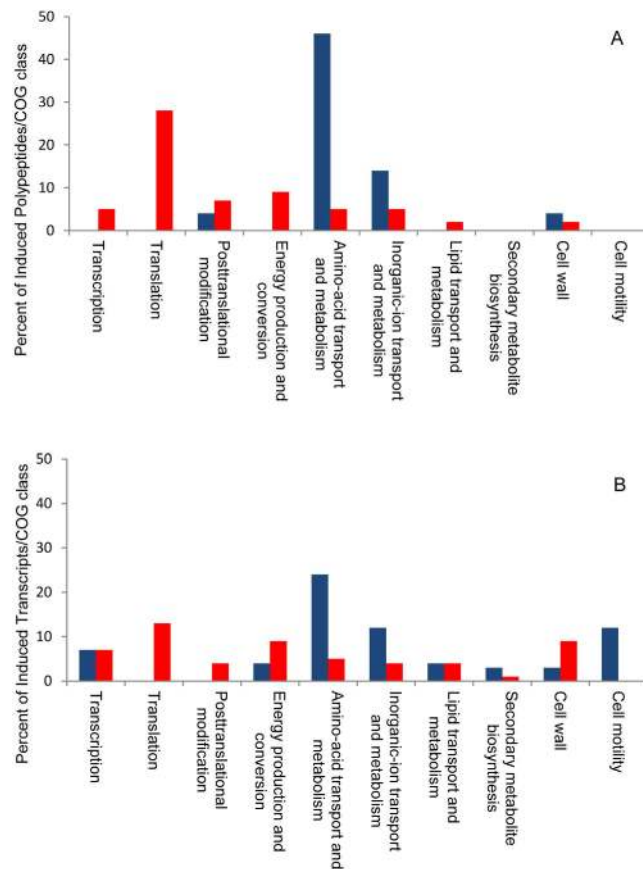 Percent of Induced Polypeptides/COG class
50
40
30
20
10
0
A
Transcription
Translation
Posttranslational
modification
Energy production and
conversion
Amino-acid transport
and metabolism
Inorganic-ion transport
and metabolism
Lipid transport and
metabolism
Secondary metabolite
biosynthesis
Cell wall
Cell motility
Percent of Induced Transcripts/COG class
50
40
30
20
10
0
B
Transcription
Translation
Posttranslational
modification
Energy production and
conversion
Amino-acid transport and
metabolism
Inorganic-ion transport
and metabolism
Lipid transport and
metabolism
Secondary metabolite
biosynthesis
Cell wall
Cell motility